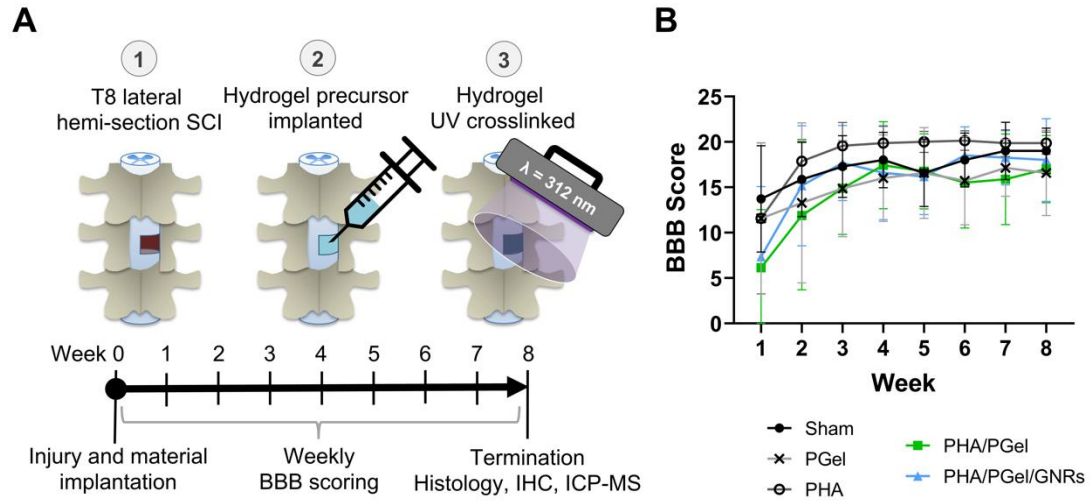 A
1
2
3
T8 lateral
hemi-section SCI
Hydrogel precursor
implanted
Hydrogel
UV crosslinked
λ = 312 nm
Week 0 1 2 3 4 5 6 7 8
Injury and material
implantation
Weekly
BBB scoring
Termination
Histology, IHC, ICP-MS
B
BBB Score
25
20
15
10
5
0
1 2 3 4 5 6 7 8
Week
Sham
PGel
PHA
PHA/PGel
PHA/PGel/GNRs